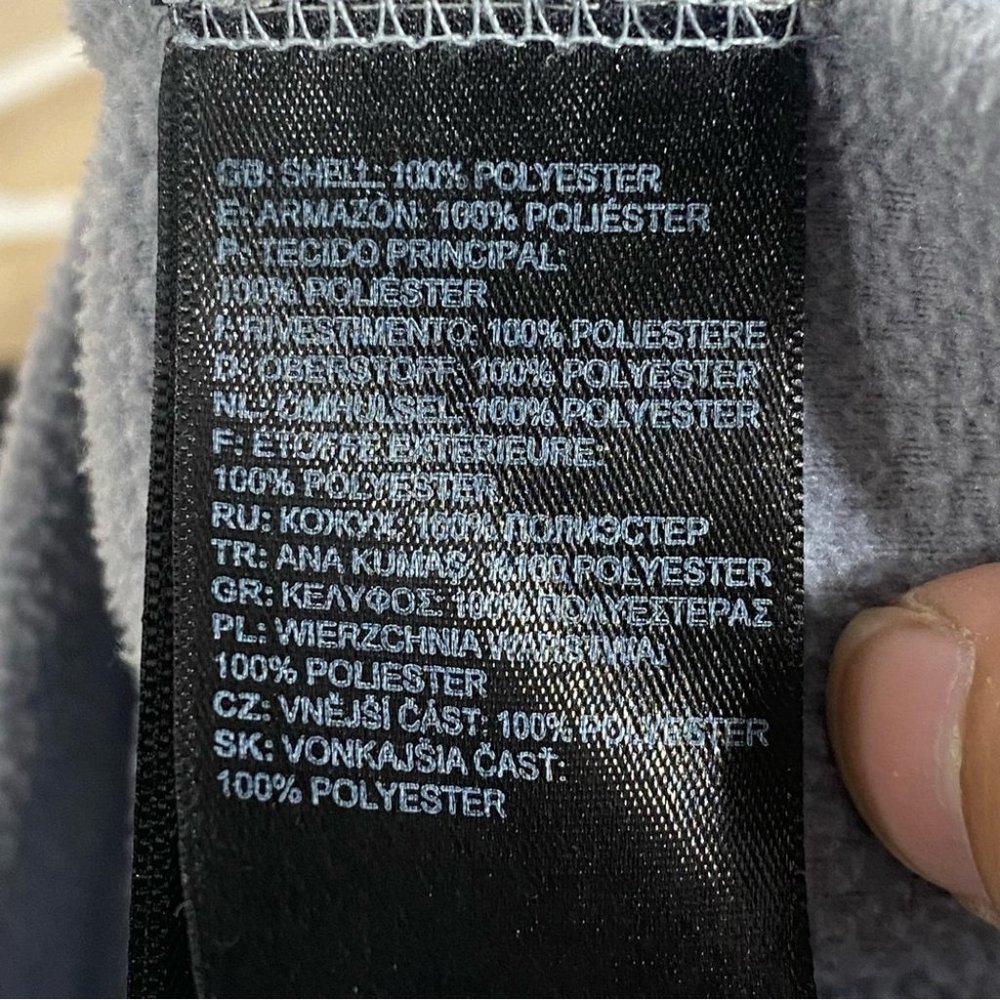 GB: SHELL: 100% POLYESTER
E: ARMAZÓN: 100% POLIÉSTER
P: TECIDO PRINCIPAL:
100% POLIÉSTER
I: RIVESTIMENTO: 100% POLIESTERE
D: OBERSTOFF: 100% POLYESTER
NL: OMHULSEL: 100% POLYESTER
F: ÉTOFFE EXTÉRIEURE:
100% POLYESTER
RU: КОЖУХ: 100% ПОЛИЭСТЕР
TR: ANA KUMAŞ: %100 POLYESTER
GR: ΚΕΛΥΦΟΣ: 100% ΠΟΛΥΕΣΤΕΡΑΣ
PL: WIERZCHNIA WARSTWA:
100% POLIESTER
CZ: VNĚJŠÍ ČÁST: 100% POLYESTER
SK: VONKAJŠIA ČASŤ:
100% POLYESTER